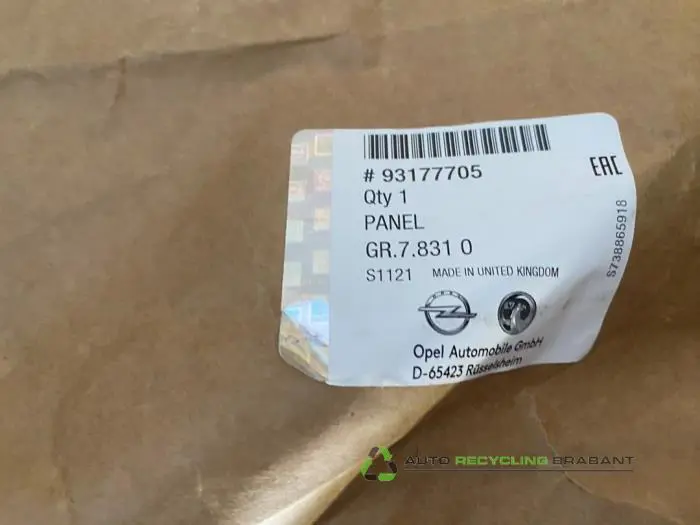 # 93177705
EAC
Qty 1
PANEL
GR.7.831 0
S1121 MADE IN UNITED KINGDOM
S738865918
Opel Automobile GmbH
D-65423 Rüsselsheim
AUTO RECYCLING BRABANT